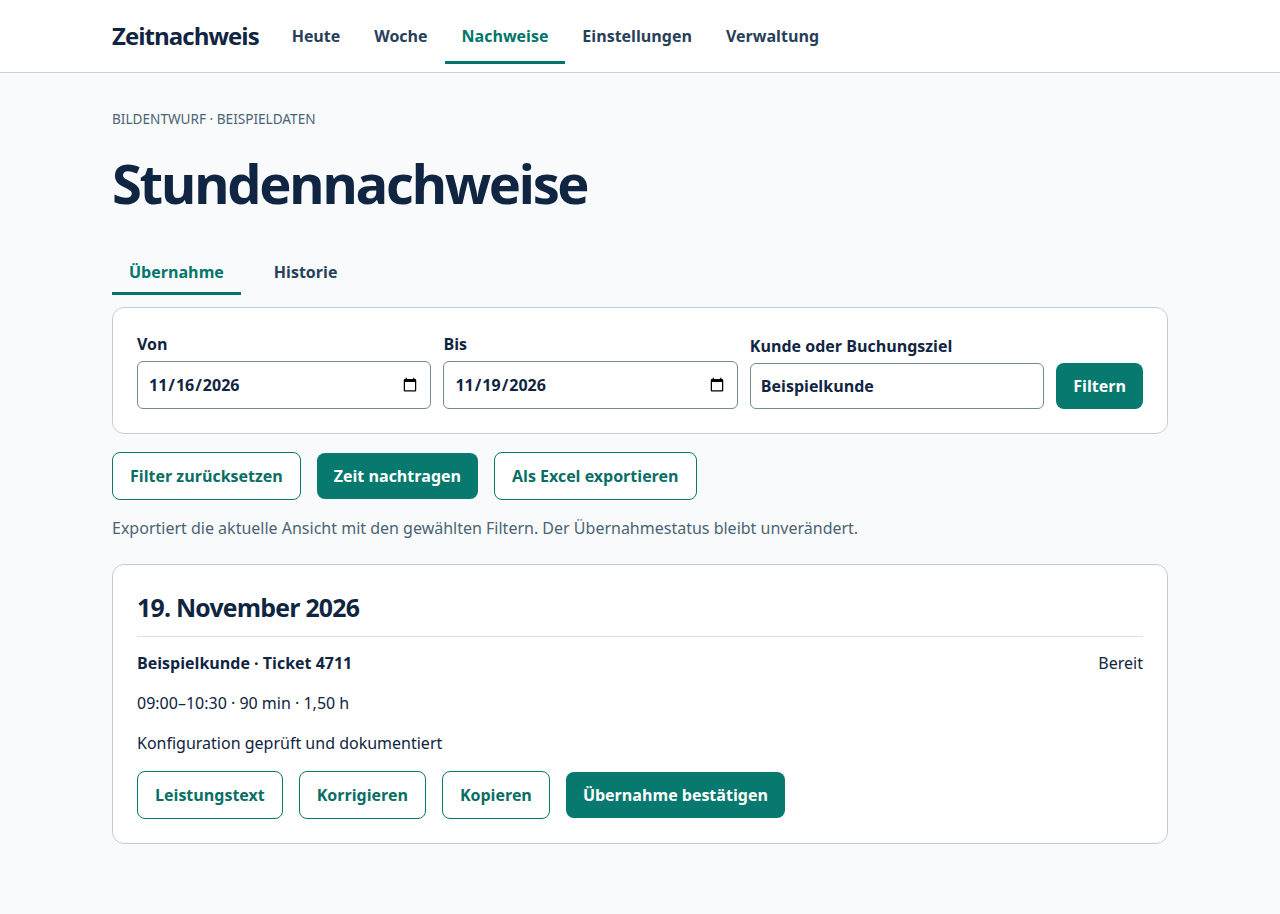 Zeitnachweis Heute Woche Nachweise Einstellungen Verwaltung
BILDENTWURF · BEISPIELDATEN
Stundennachweise
Übernahme Historie
Von Bis Kunde oder Buchungsziel
11/16/2026 11/19/2026 Beispielkunde Filtern
Filter zurücksetzen Zeit nachtragen Als Excel exportieren
Exportiert die aktuelle Ansicht mit den gewählten Filtern. Der Übernahmestatus bleibt unverändert.
19. November 2026
Beispielkunde · Ticket 4711 Bereit
09:00–10:30 · 90 min · 1,50 h
Konfiguration geprüft und dokumentiert
Leistungstext Korrigieren Kopieren Übernahme bestätigen